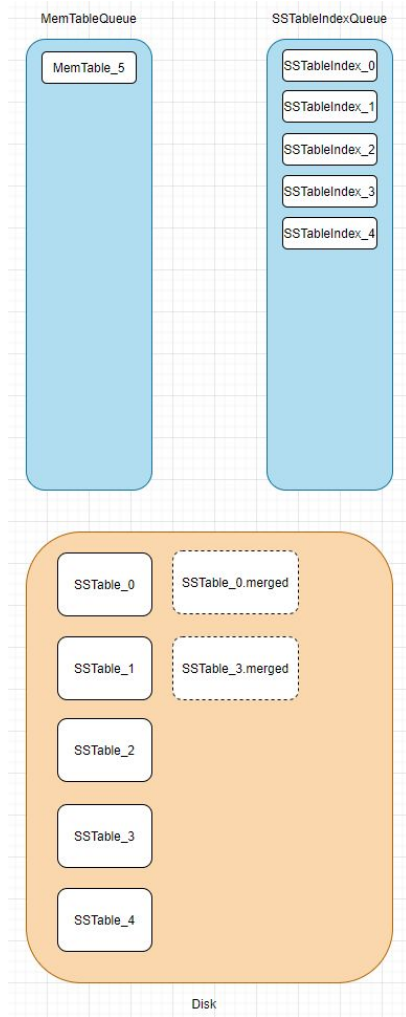 MemTableQueue
SSTableIndexQueue
MemTable_5
SSTableIndex_0
SSTableIndex_1
SSTableIndex_2
SSTableIndex_3
SSTableIndex_4
SSTable_0
SSTable_0.merged
SSTable_1
SSTable_3.merged
SSTable_2
SSTable_3
SSTable_4
Disk